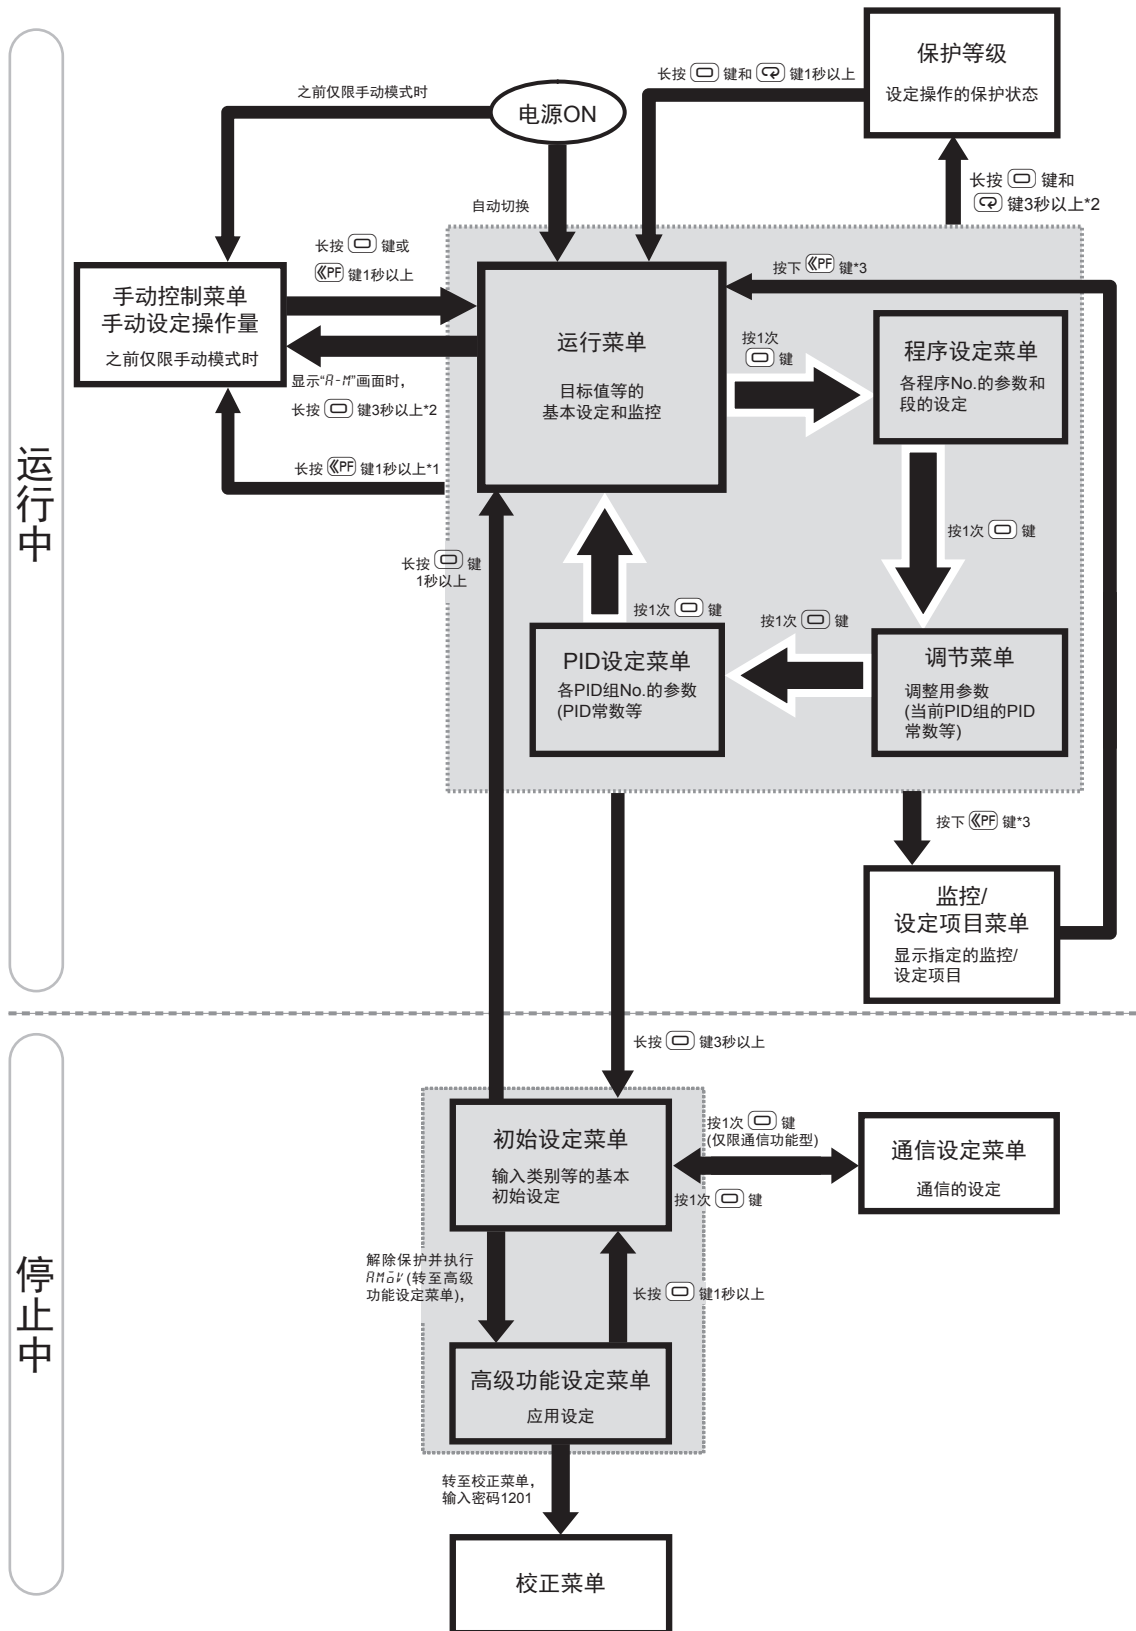 保护等级
设定操作的保护状态
长按 键和 键1秒以上
之前仅限手动模式时
电源ON
长按 键和
键3秒以上*2
自动切换
长按 键或
《PF 键1秒以上
手动控制菜单
手动设定操作量
之前仅限手动模式时
显示“A-M”画面时,
长按 键3秒以上*2
长按 《PF 键1秒以上*1
按下 《PF 键*3
运行菜单
目标值等的
基本设定和监控
按1次
键
程序设定菜单
各程序No.的参数和
段的设定
运行中
按1次 键
长按 键
1秒以上
按1次 键
按1次 键
PID设定菜单
各PID组No.的参数
(PID常数等
调节菜单
调整用参数
(当前PID组的PID
常数等)
按下 《PF 键*3
监控/
设定项目菜单
显示指定的监控/
设定项目
长按 键3秒以上
初始设定菜单
输入类别等的基本
初始设定
按1次 键
(仅限通信功能型)
按1次 键
通信设定菜单
通信的设定
停止中
解除保护并执行
AMoV (转至高级
功能设定菜单),
长按 键1秒以上
高级功能设定菜单
应用设定
转至校正菜单,
输入密码1201
校正菜单